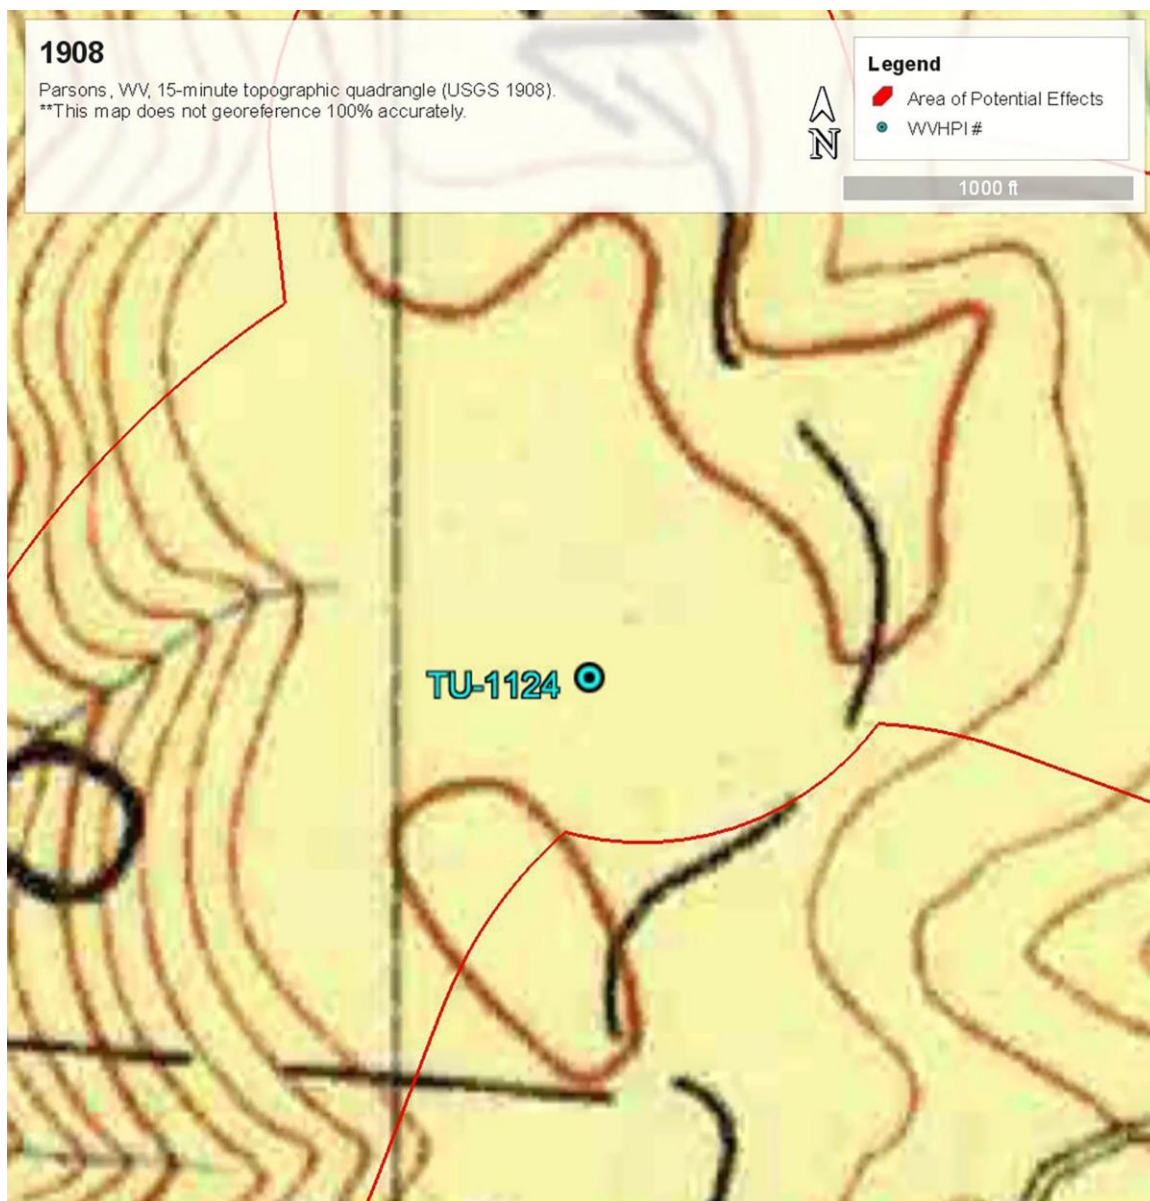 1908
Parsons, WV, 15-minute topographic quadrangle (USGS 1908).
**This map does not georeference 100% accurately.
N
Legend
Area of Potential Effects
WVHPI #
1000 ft
TU-1124